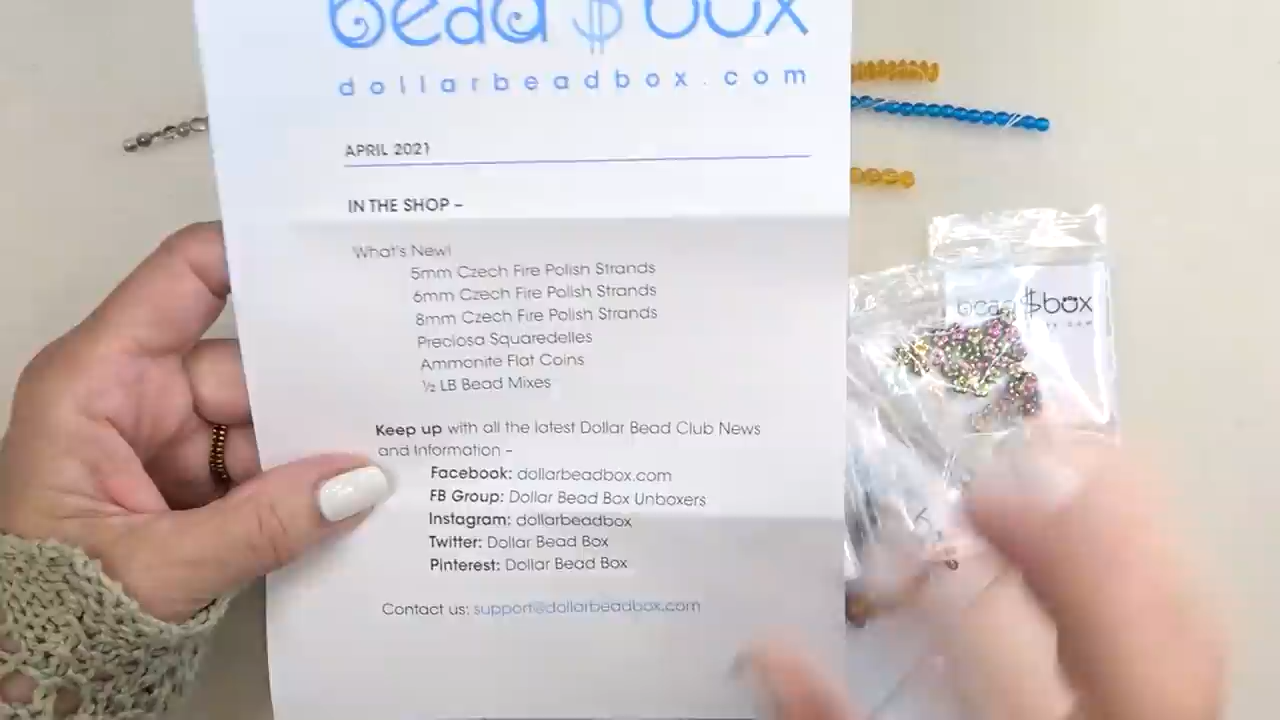 bead $ box
dollarbeadbox.com
APRIL 2021
IN THE SHOP –
What's New!
5mm Czech Fire Polish Strands
6mm Czech Fire Polish Strands
8mm Czech Fire Polish Strands
Preciosa Squaredelles
Ammonite Flat Coins
½ LB Bead Mixes
Keep up with all the latest Dollar Bead Club News
and Information –
Facebook: dollarbeadbox.com
FB Group: Dollar Bead Box Unboxers
Instagram: dollarbeadbox
Twitter: Dollar Bead Box
Pinterest: Dollar Bead Box
Contact us: support@dollarbeadbox.com
bead $ box